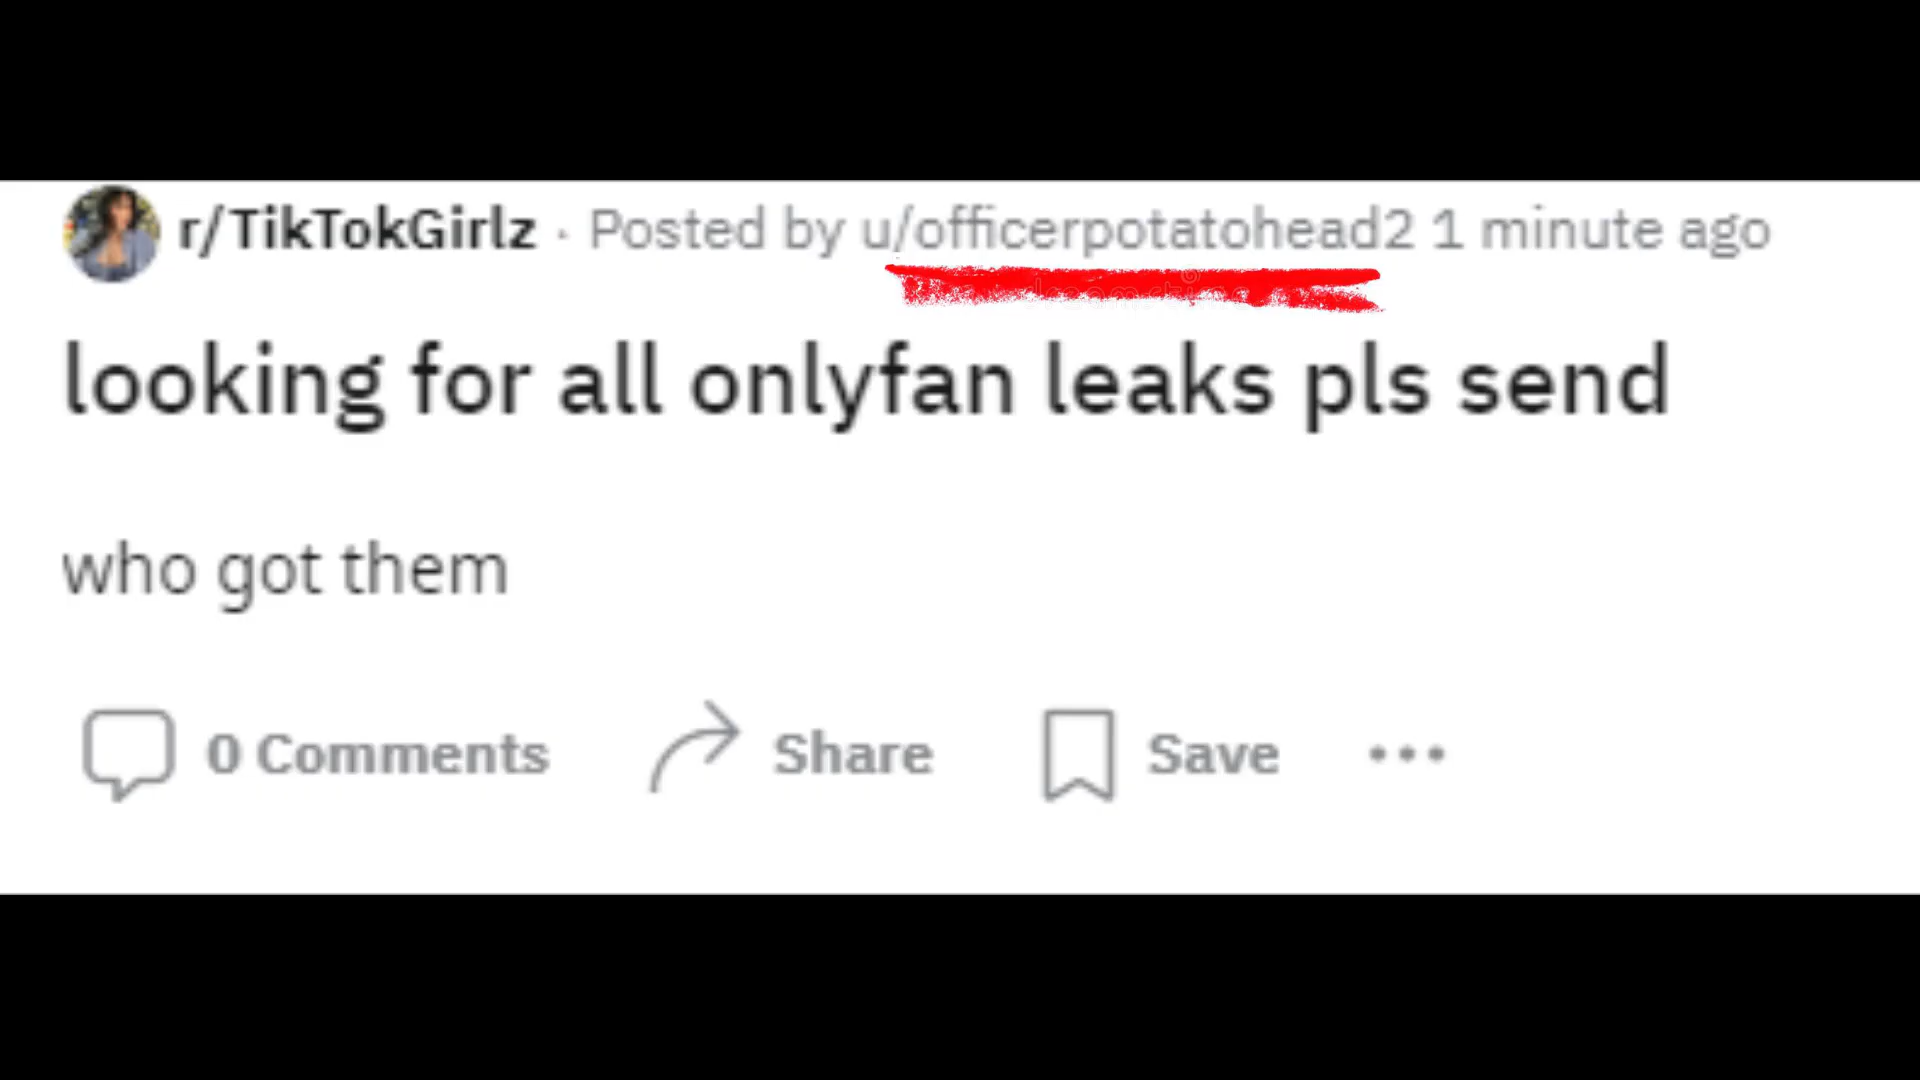 r/TikTokGirlz · Posted by u/officerpotatohead2 1 minute ago
looking for all onlyfan leaks pls send
who got them
0 Comments Share Save